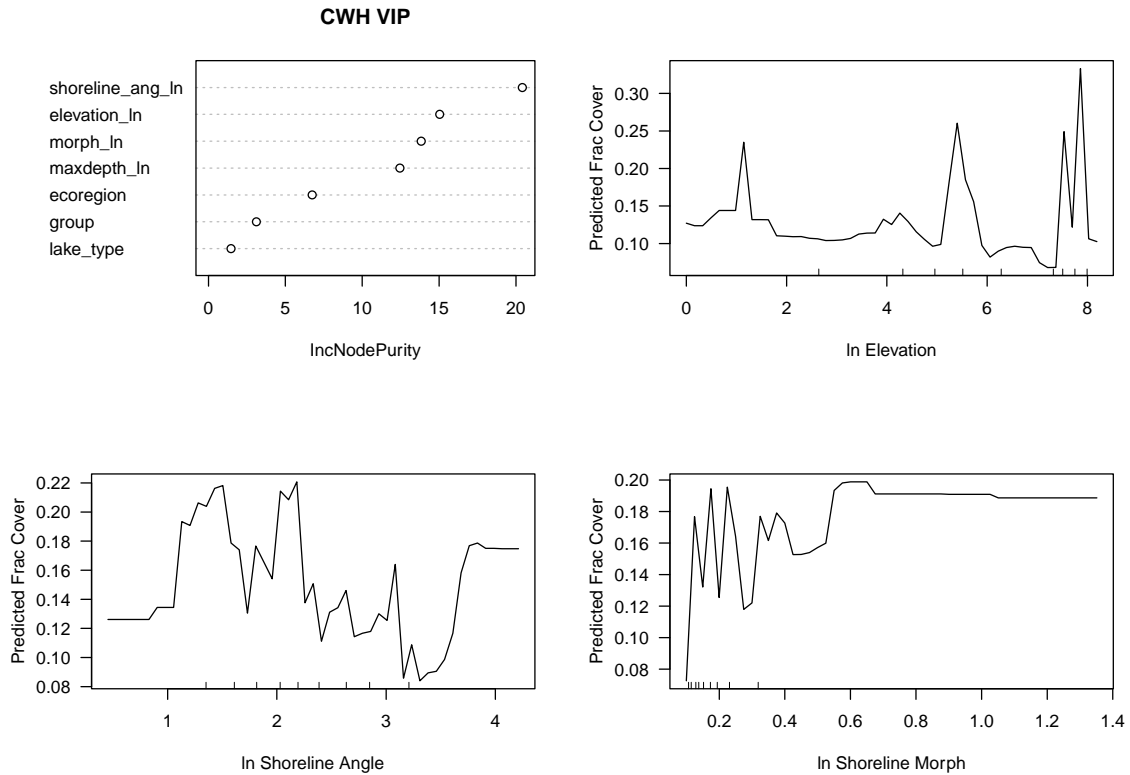 CWH VIP
shoreline_ang_ln
elevation_ln
morph_ln
maxdepth_ln
ecoregion
group
lake_type
0 5 10 15 20
IncNodePurity
0.30
0.25
0.20
0.15
0.10
Predicted Frac Cover
0 2 4 6 8
ln Elevation
0.22
0.20
0.18
0.16
0.14
0.12
0.10
0.08
Predicted Frac Cover
1 2 3 4
ln Shoreline Angle
0.20
0.18
0.16
0.14
0.12
0.10
0.08
Predicted Frac Cover
0.2 0.4 0.6 0.8 1.0 1.2 1.4
ln Shoreline Morph